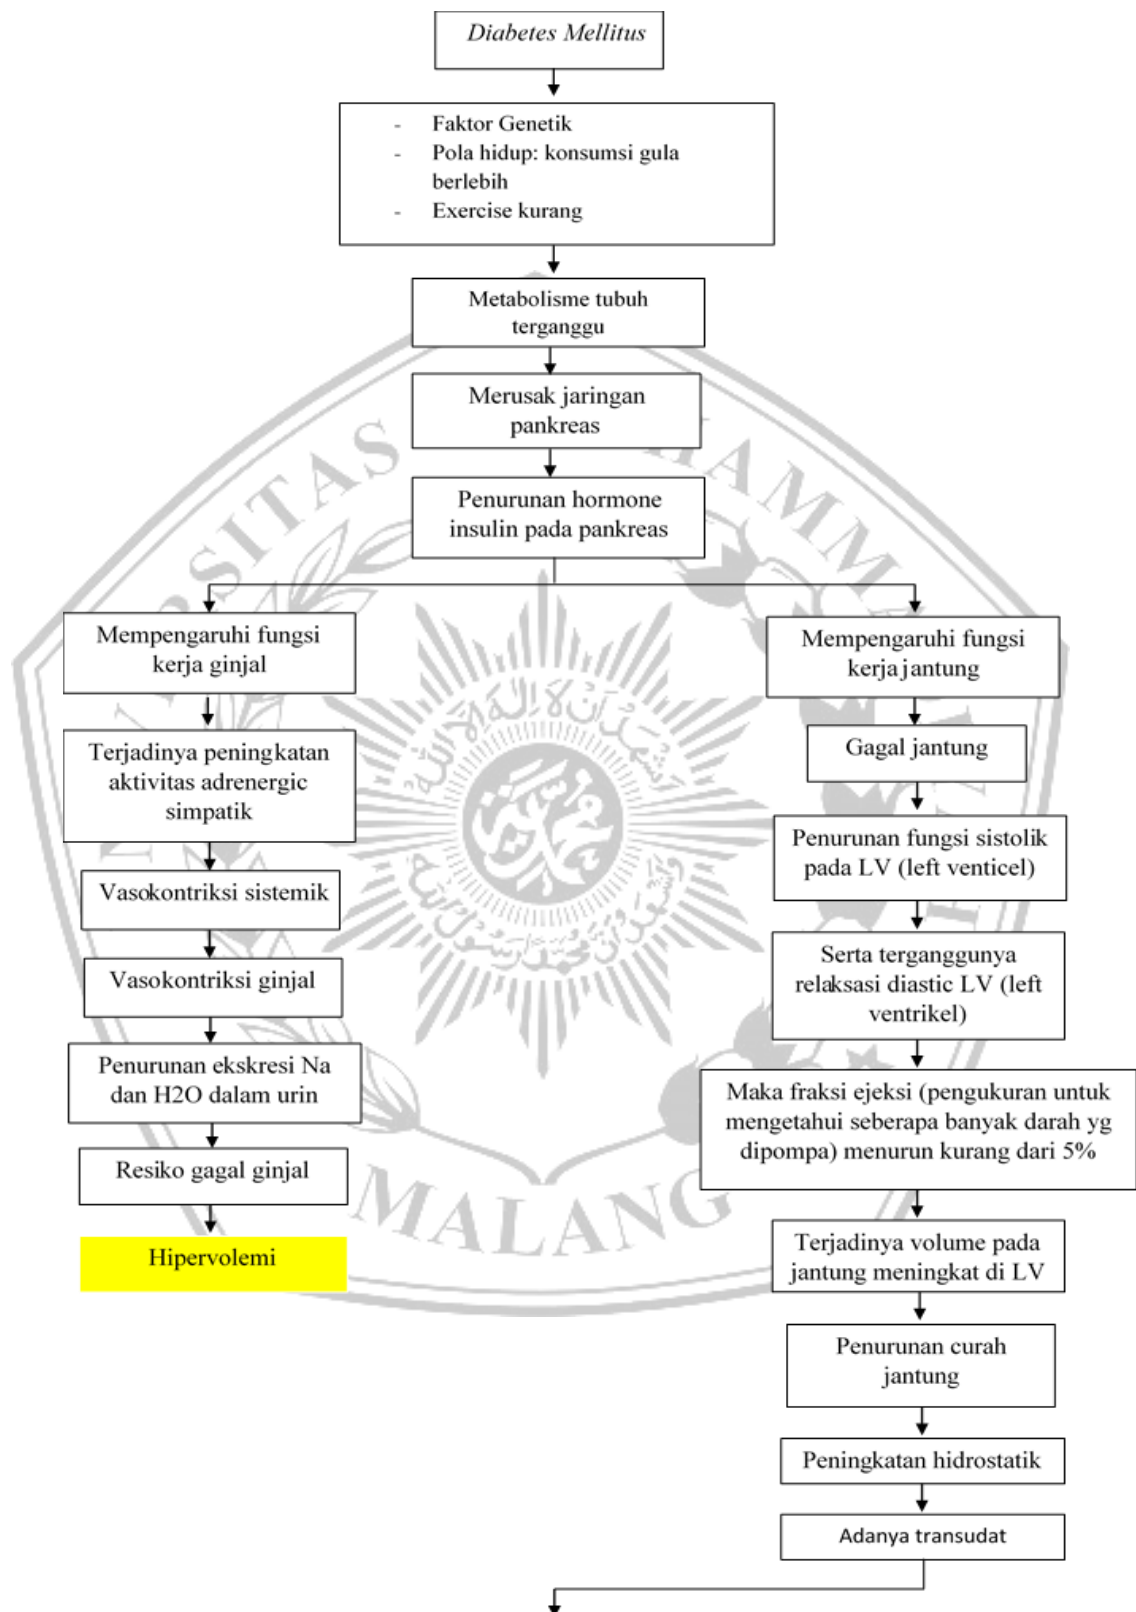 Diabetes Mellitus
- Faktor Genetik
- Pola hidup: konsumsi gula
berlebih
- Exercise kurang
Metabolisme tubuh
terganggu
Merusak jaringan
pankreas
Penurunan hormone
insulin pada pankreas
Mempengaruhi fungsi
kerja ginjal
Terjadinya peningkatan
aktivitas adrenergic
simpatik
Vasokontriksi sistemik
Vasokontriksi ginjal
Penurunan ekskresi Na
dan H2O dalam urin
Resiko gagal ginjal
Hipervolemi
Mempengaruhi fungsi
kerja jantung
Gagal jantung
Penurunan fungsi sistolik
pada LV (left venticel)
Serta terganggunya
relaksasi diastic LV (left
ventrikel)
Maka fraksi ejeksi (pengukuran untuk
mengetahui seberapa banyak darah yg
dipompa) menurun kurang dari 5%
Terjadinya volume pada
jantung meningkat di LV
Penurunan curah
jantung
Peningkatan hidrostatik
Adanya transudat
MALANG